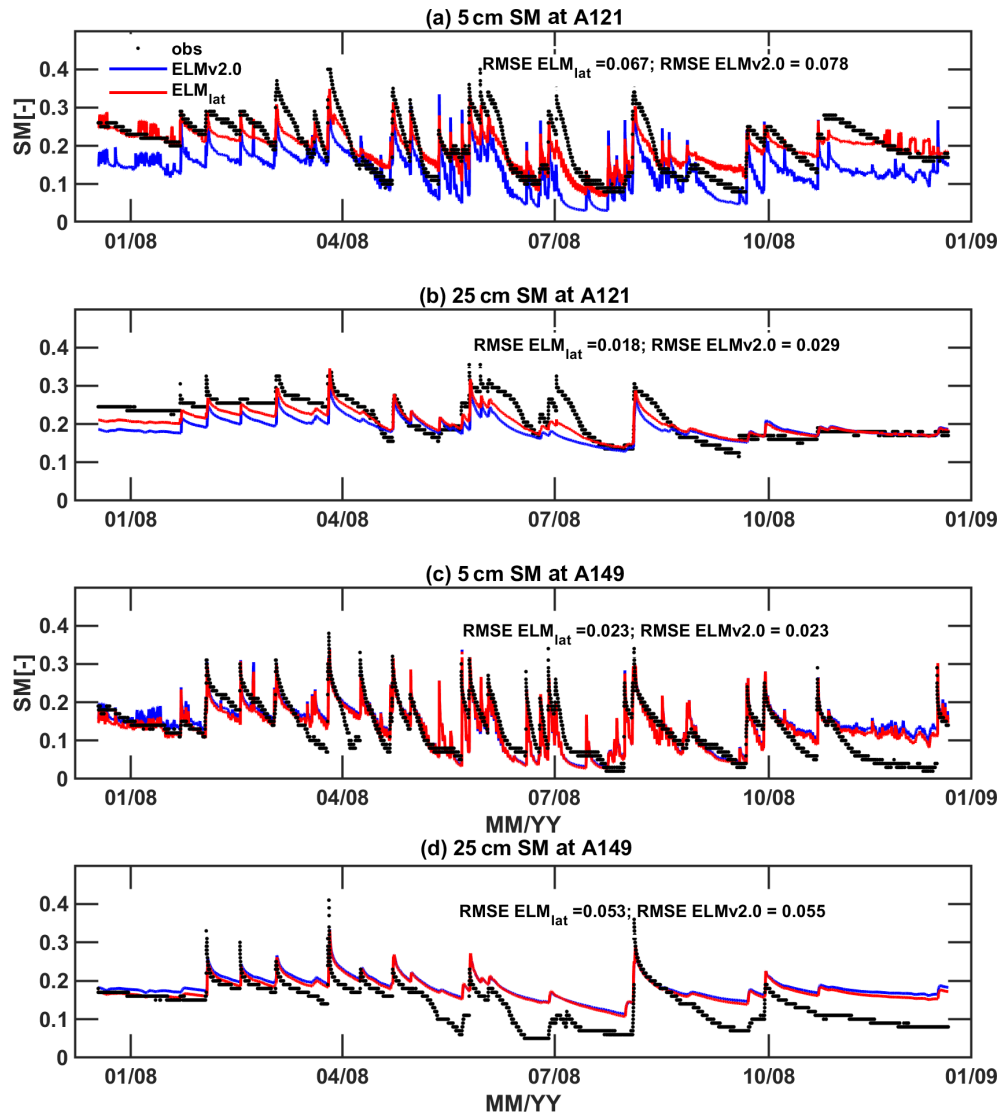 (a) 5 cm SM at A121
obs
ELMv2.0
ELMlat
RMSE ELMlat =0.067; RMSE ELMv2.0 = 0.078
SM[-]
0.4
0.3
0.2
0.1
0
01/08 04/08 07/08 10/08 01/09
(b) 25 cm SM at A121
RMSE ELMlat =0.018; RMSE ELMv2.0 = 0.029
0.4
0.3
0.2
0.1
0
01/08 04/08 07/08 10/08 01/09
(c) 5 cm SM at A149
RMSE ELMlat =0.023; RMSE ELMv2.0 = 0.023
SM[-]
0.4
0.3
0.2
0.1
0
01/08 04/08 07/08 10/08 01/09
MM/YY
(d) 25 cm SM at A149
RMSE ELMlat =0.053; RMSE ELMv2.0 = 0.055
0.4
0.3
0.2
0.1
0
01/08 04/08 07/08 10/08 01/09
MM/YY